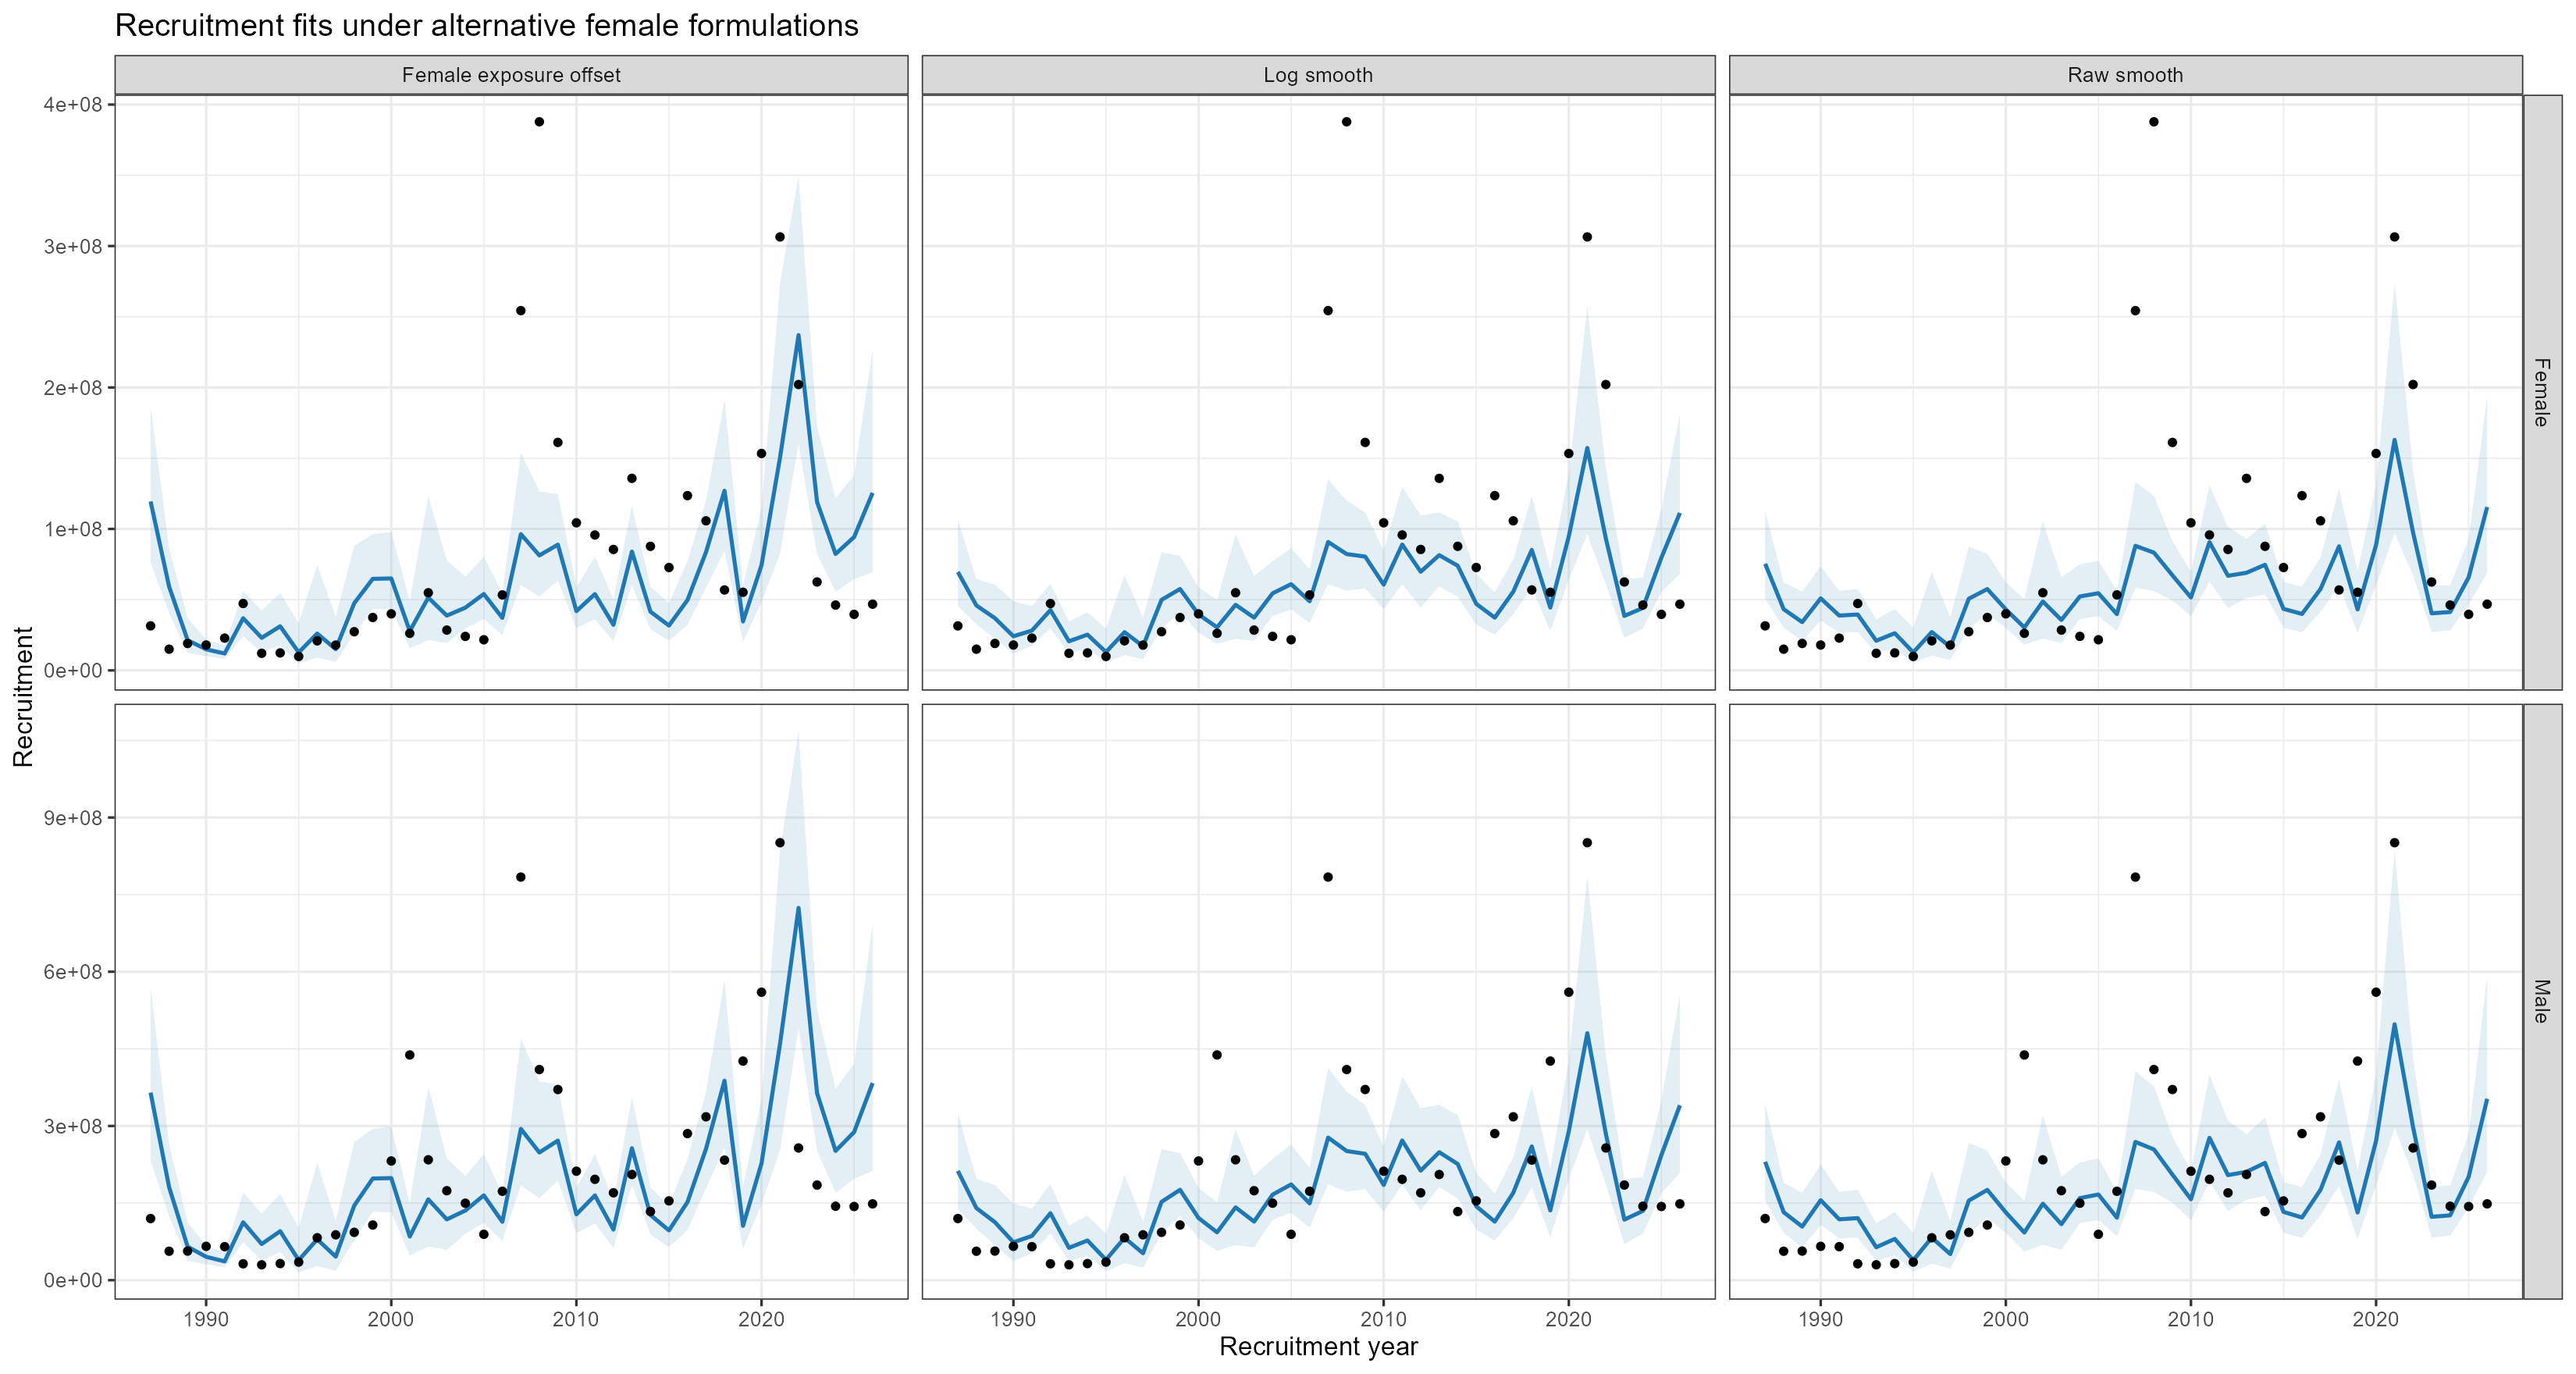 Recruitment fits under alternative female formulations
Female exposure offset
Log smooth
Raw smooth
4e+08
3e+08
2e+08
1e+08
0e+00
Female
Recruitment
9e+08
6e+08
3e+08
0e+00
Male
1990 2000 2010 2020
1990 2000 2010 2020
1990 2000 2010 2020
Recruitment year